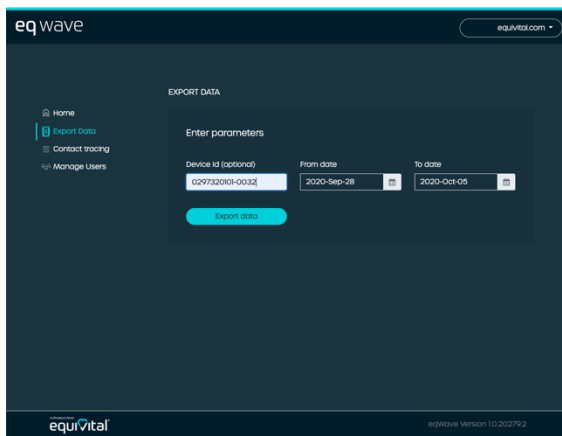 eq wave
equivital.com
EXPORT DATA
Home
Export Data
Contact tracing
Manage Users
Enter parameters
Device Id (optional) From date To date
0297320101-0032 2020-Sep-28 2020-Oct-05
Export data
A Product from
equivital
eqWave Version 1.0.20279.2